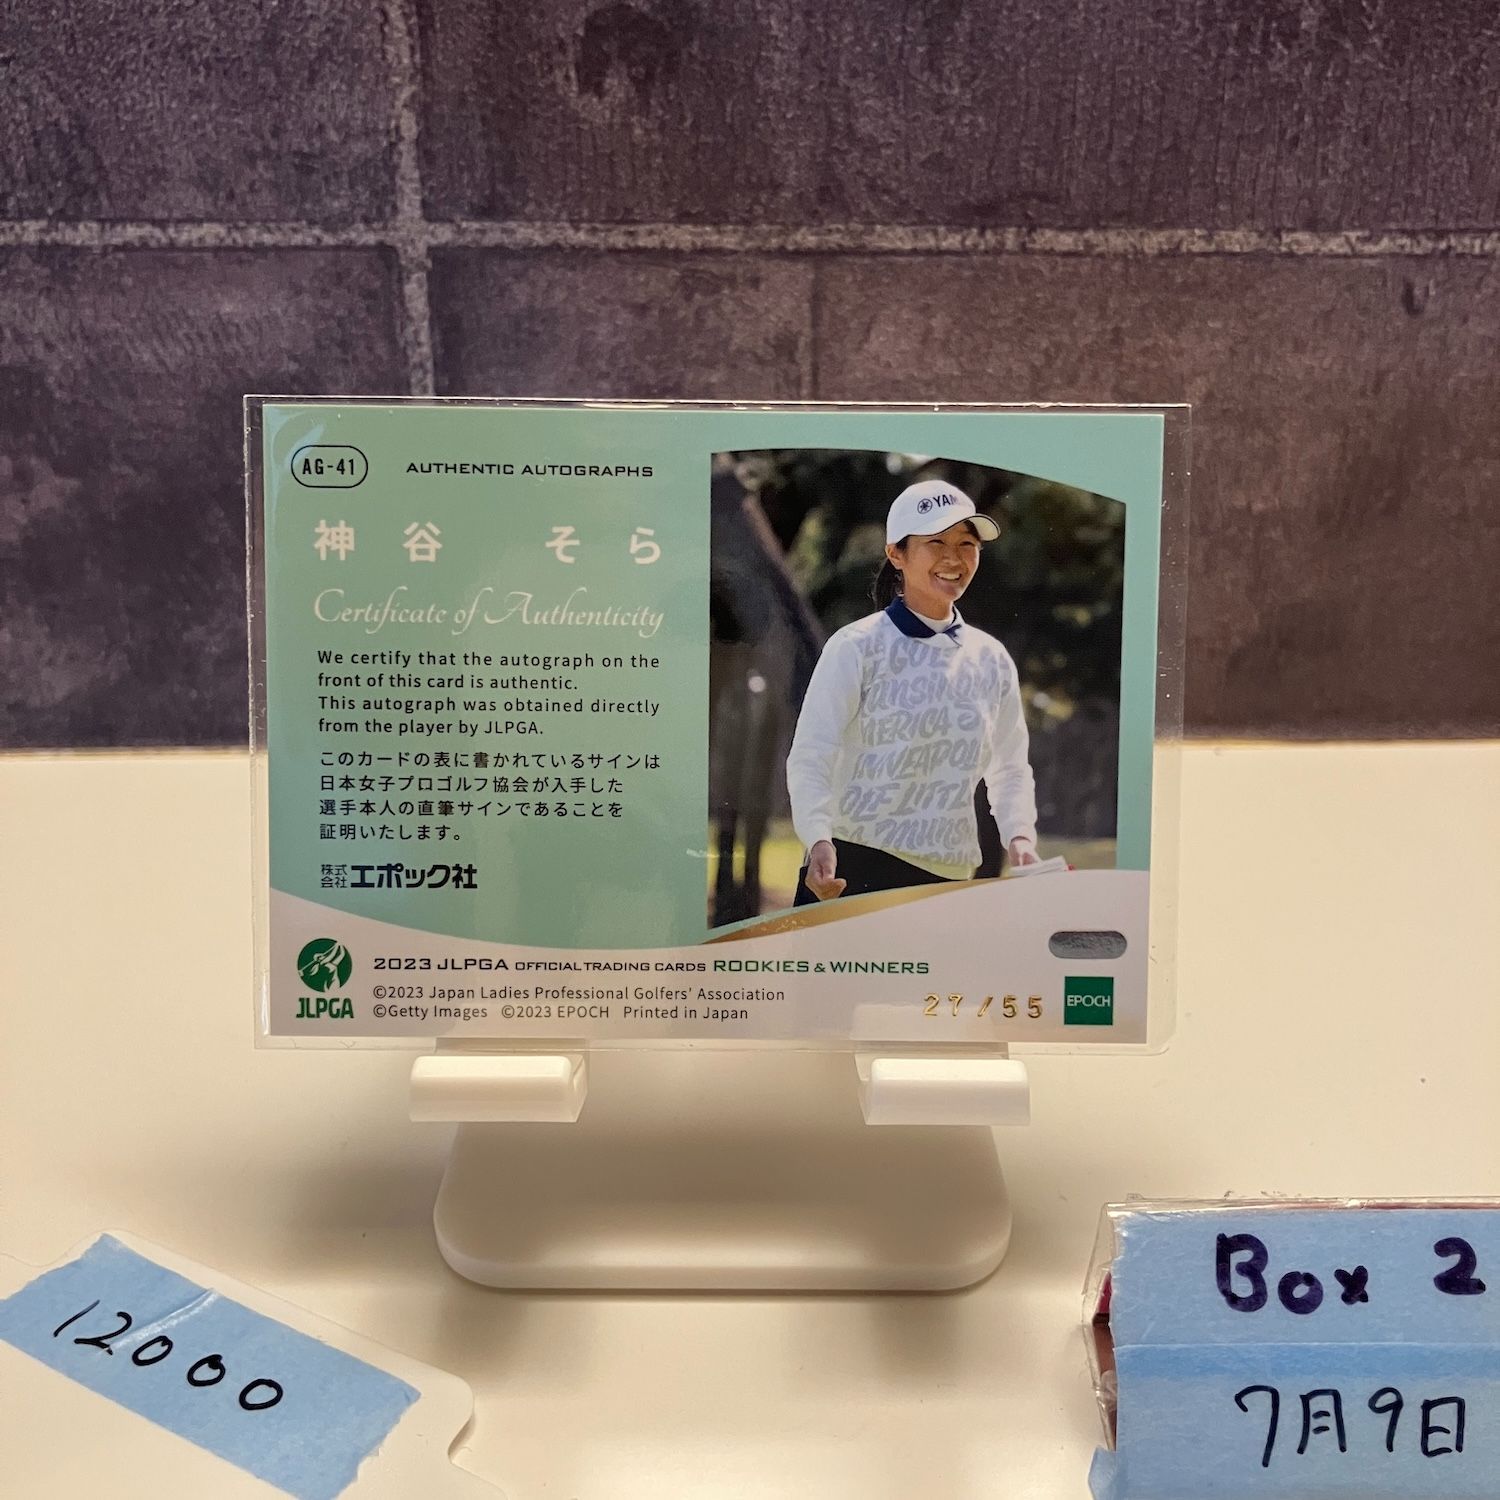 AG-41
AUTHENTIC AUTOGRAPHS
神谷 そら
Certificate of Authenticity
We certify that the autograph on the
front of this card is authentic.
This autograph was obtained directly
from the player by JLPGA.
このカードの表に書かれているサインは
日本女子プロゴルフ協会が入手した
選手本人の直筆サインであることを
証明いたします。
株式会社エポック社
JLPGA
2023 JLPGA OFFICIAL TRADING CARDS ROOKIES & WINNERS
©2023 Japan Ladies Professional Golfers' Association
©Getty Images ©2023 EPOCH Printed in Japan
27/55
EPOCH
12000
Box 2
7月9日